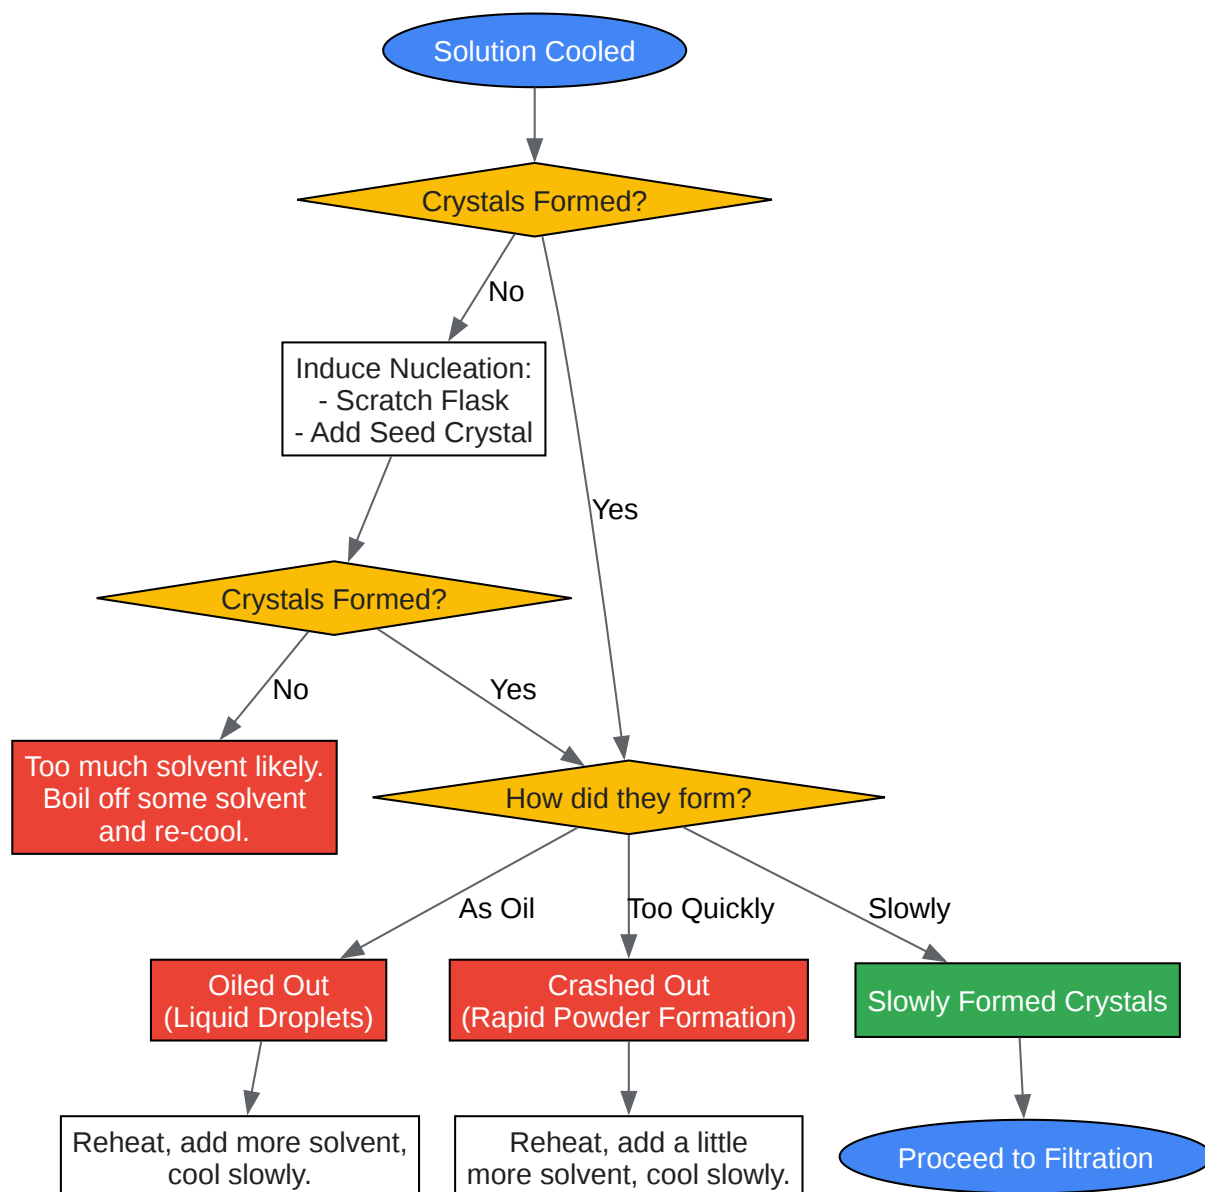 Solution Cooled
Crystals Formed?
No
Induce Nucleation:
- Scratch Flask
- Add Seed Crystal
Yes
Crystals Formed?
No
Yes
Too much solvent likely.
Boil off some solvent
and re-cool.
How did they form?
As Oil
Too Quickly
Slowly
Oiled Out
(Liquid Droplets)
Crashed Out
(Rapid Powder Formation)
Slowly Formed Crystals
Reheat, add more solvent,
cool slowly.
Reheat, add a little
more solvent, cool slowly.
Proceed to Filtration